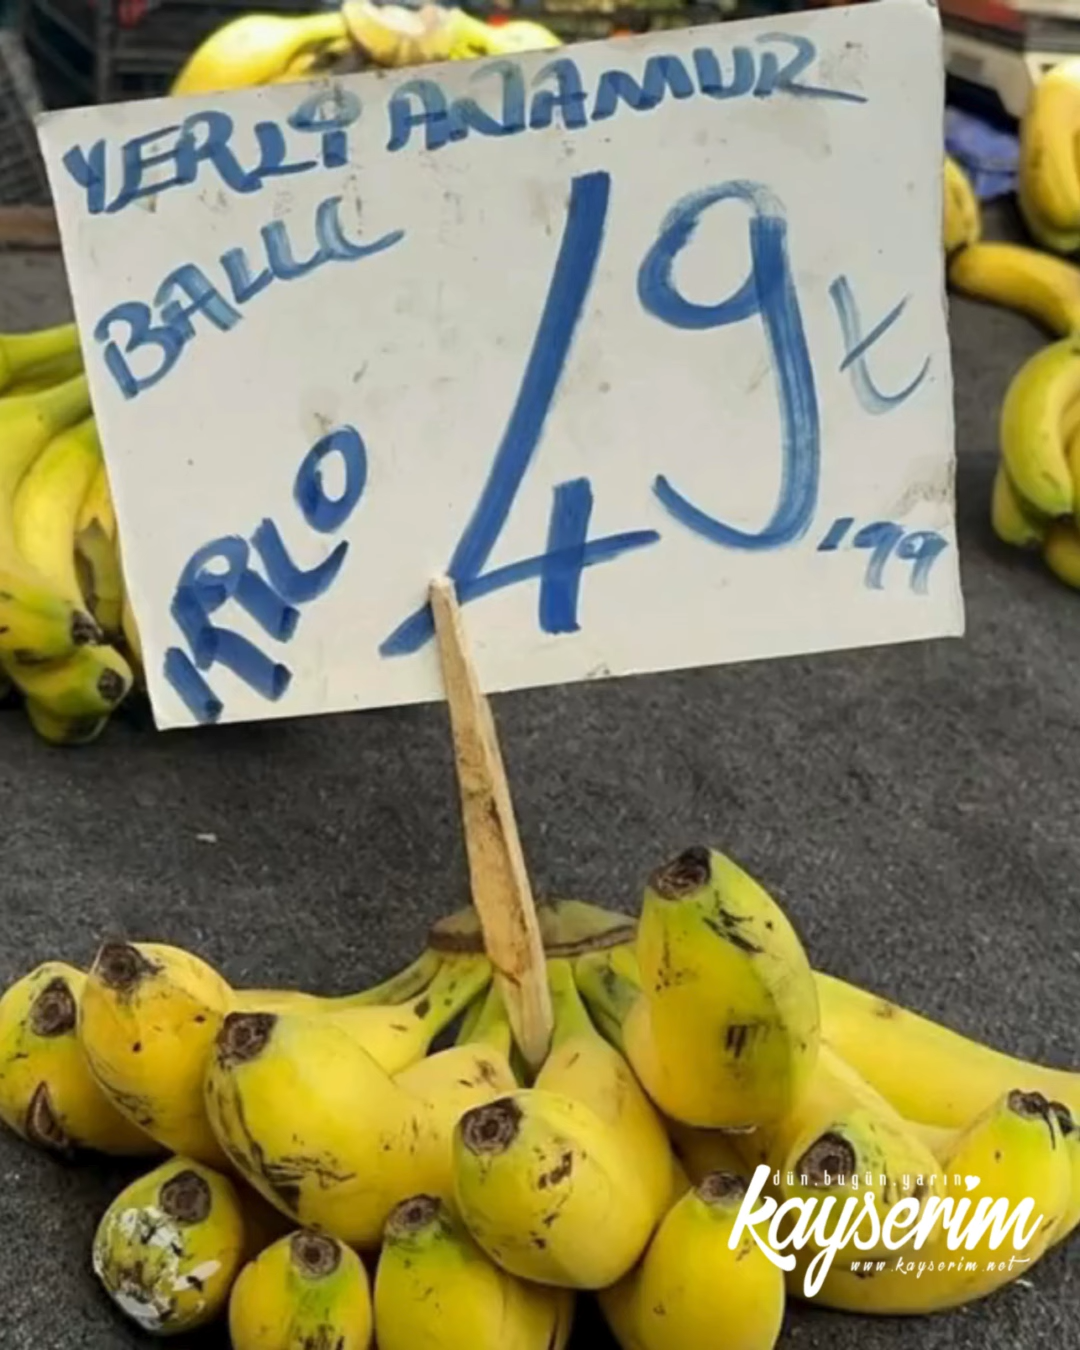 YERLİ ANAMUR
BALLI
49 ₺
,99
KİLO
dün.bugün.yarın
kayserim
www.kayserim.net